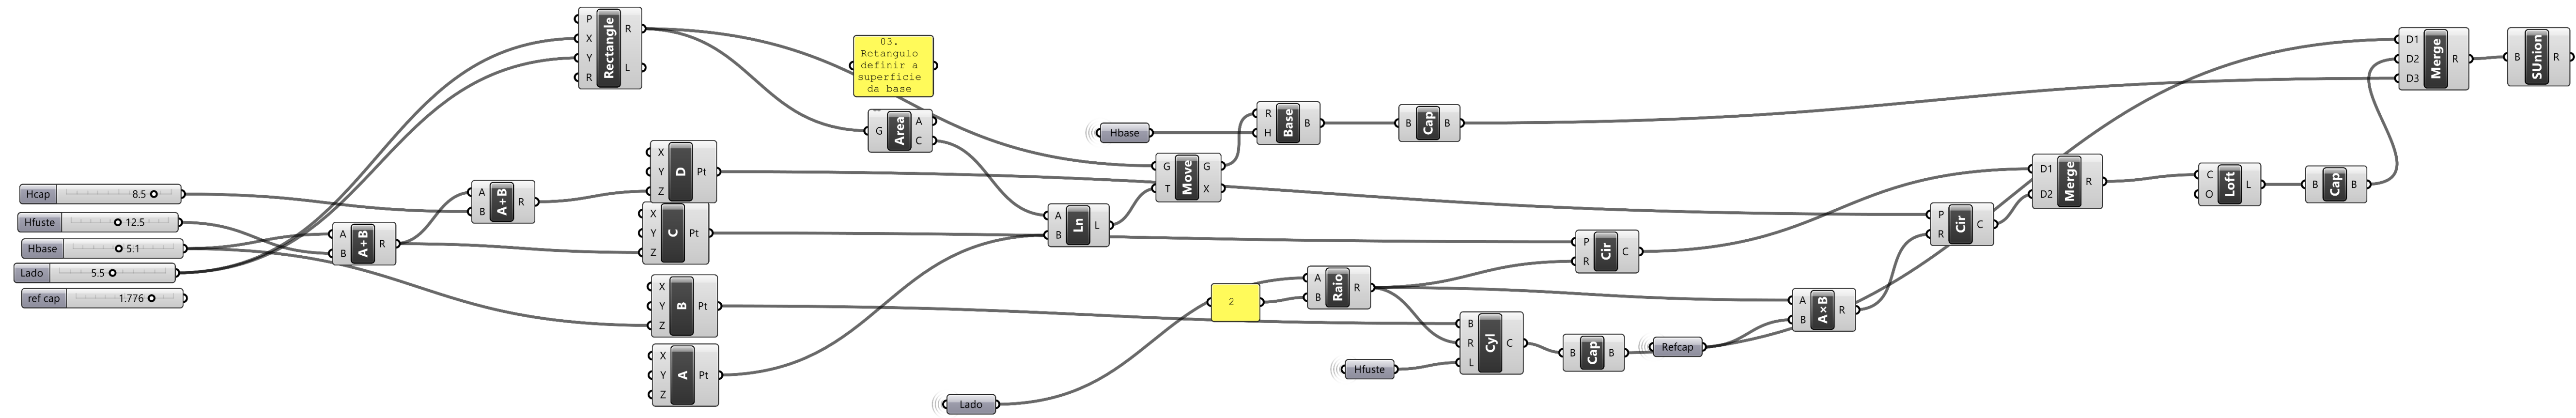 Hcap 8.5
Hfuste 12.5
Hbase 5.1
Lado 5.5
ref cap 1.776
A B A+B R
A B A+B R
P X Y R Rectangle R L
X Y Z D Pt
X Y Z C Pt
X Y Z B Pt
X Y Z A Pt
03.
Retangulo
definir a
superficie
da base
G Area A C
Lado
A B Ln L
Hbase
G T Move G X
R H Base B
B Cap B
2
A B Raio R
Hfuste
B R L Cyl C
B Cap B
P R Cir C
Refcap
A B A×B R
P R Cir C
D1 D2 Merge R
C O Loft L
B Cap B
D1 D2 D3 Merge R
B SUnion R